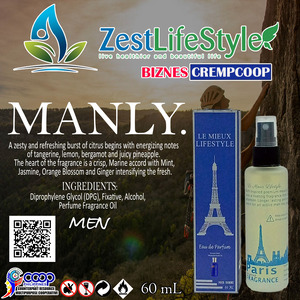 ZestLifeStyle
live healthier and beautiful lifestyle
BIZNES CREMPCOOP
MANLY.
A zesty and refreshing burst of citrus begins with energizing notes
of tangerine, lemon, bergamot and juicy pineapple.
The heart of the fragrance is a crisp, Marine accord with Mint,
Jasmine, Orange Blossom and Ginger intensifying the fresh.
INGREDIENTS:
Diprophylene Glycol (DPG), Fixative, Alcohol,
Perfume Fragrance Oil
MEN
LE MIEUX
LIFESTYLE
Eau de Parfum
Paris
FRAGRANCE
coop
60 mL